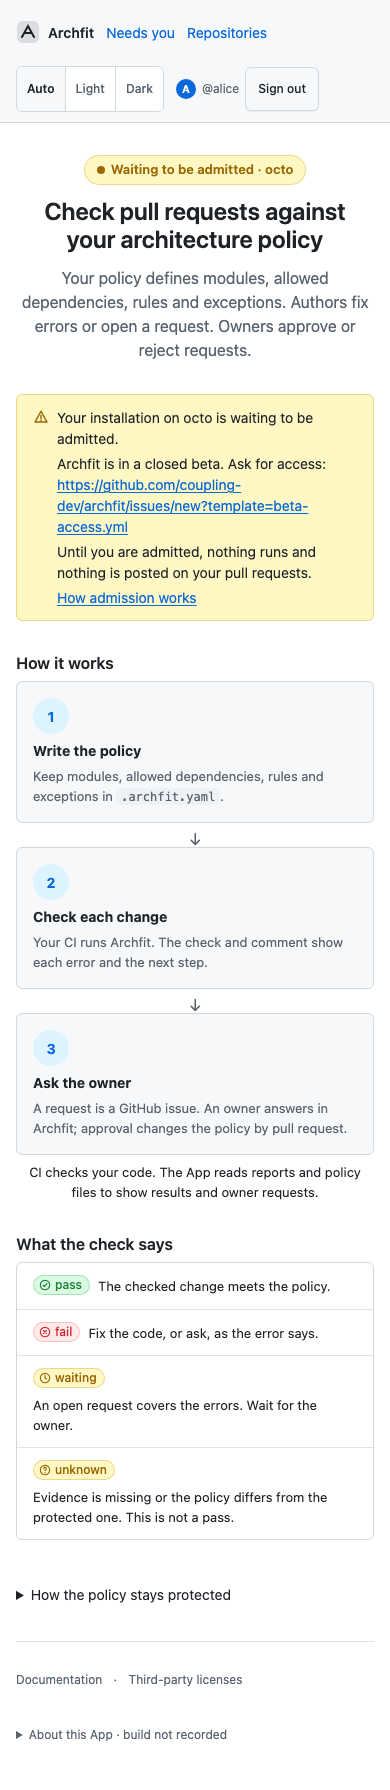 Archfit Needs you Repositories
Auto Light Dark A @alice Sign out
Waiting to be admitted · octo
Check pull requests against
your architecture policy
Your policy defines modules, allowed
dependencies, rules and exceptions. Authors fix
errors or open a request. Owners approve or
reject requests.
Your installation on octo is waiting to be
admitted.
Archfit is in a closed beta. Ask for access:
https://github.com/coupling-
dev/archfit/issues/new?template=beta-
access.yml
Until you are admitted, nothing runs and
nothing is posted on your pull requests.
How admission works
How it works
1
Write the policy
Keep modules, allowed dependencies, rules and
exceptions in .archfit.yaml.
↓
2
Check each change
Your CI runs Archfit. The check and comment show
each error and the next step.
↓
3
Ask the owner
A request is a GitHub issue. An owner answers in
Archfit; approval changes the policy by pull request.
CI checks your code. The App reads reports and policy
files to show results and owner requests.
What the check says
pass The checked change meets the policy.
fail Fix the code, or ask, as the error says.
waiting
An open request covers the errors. Wait for the
owner.
unknown
Evidence is missing or the policy differs from the
protected one. This is not a pass.
How the policy stays protected
Documentation · Third-party licenses
About this App · build not recorded